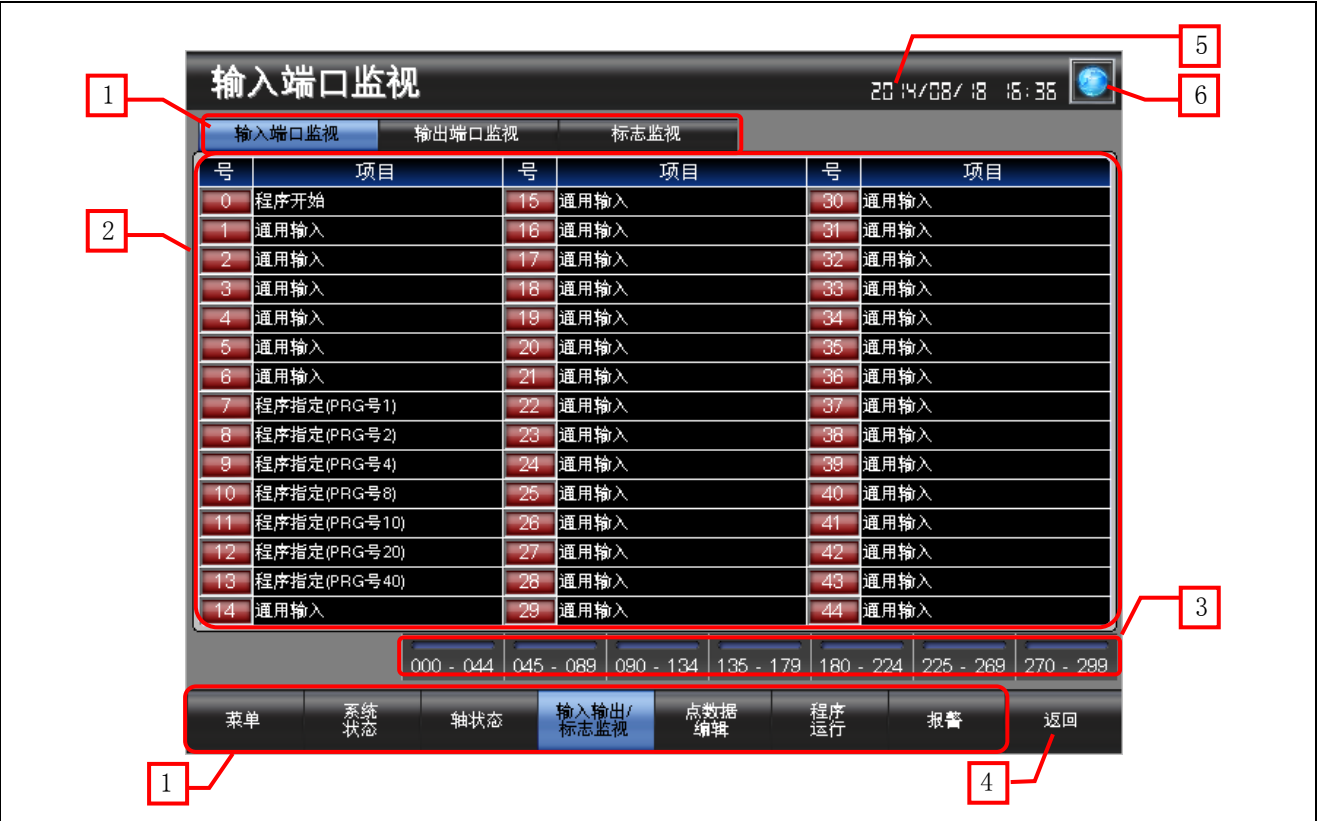 5
输入端口监视
2014/08/18 16:36
1
6
输入端口监视 输出端口监视 标志监视
号 项目 号 项目 号 项目
0 程序开始 15 通用输入 30 通用输入
2
1 通用输入 16 通用输入 31 通用输入
2 通用输入 17 通用输入 32 通用输入
3 通用输入 18 通用输入 33 通用输入
4 通用输入 19 通用输入 34 通用输入
5 通用输入 20 通用输入 35 通用输入
6 通用输入 21 通用输入 36 通用输入
7 程序指定(PRG号1) 22 通用输入 37 通用输入
8 程序指定(PRG号2) 23 通用输入 38 通用输入
9 程序指定(PRG号4) 24 通用输入 39 通用输入
10 程序指定(PRG号8) 25 通用输入 40 通用输入
11 程序指定(PRG号10) 26 通用输入 41 通用输入
12 程序指定(PRG号20) 27 通用输入 42 通用输入
13 程序指定(PRG号40) 28 通用输入 43 通用输入
14 通用输入 29 通用输入 44 通用输入
3
000 - 044 045 - 089 090 - 134 135 - 179 180 - 224 225 - 269 270 - 299
菜单
系统
状态
轴状态
输入输出/
标志监视
点数据
编辑
程序
运行
报警
返回
1
4